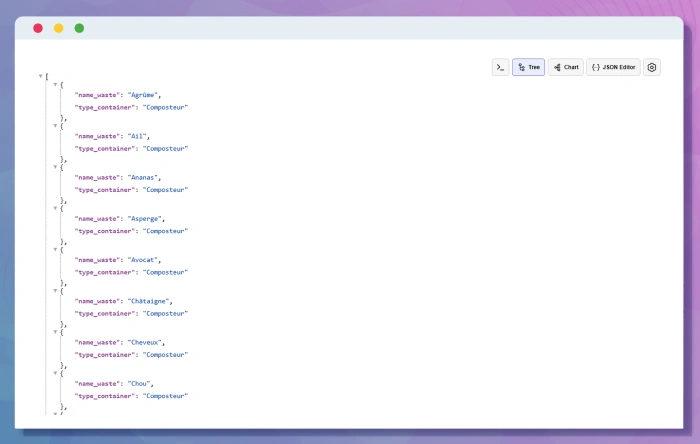 >_ Tree Chart {·} JSON Editor
[
{
"name_waste": "Agrume",
"type_container": "Composteur"
},
{
"name_waste": "Ail",
"type_container": "Composteur"
},
{
"name_waste": "Ananas",
"type_container": "Composteur"
},
{
"name_waste": "Asperge",
"type_container": "Composteur"
},
{
"name_waste": "Avocat",
"type_container": "Composteur"
},
{
"name_waste": "Châtaigne",
"type_container": "Composteur"
},
{
"name_waste": "Cheveux",
"type_container": "Composteur"
},
{
"name_waste": "Chou",
"type_container": "Composteur"
},
{